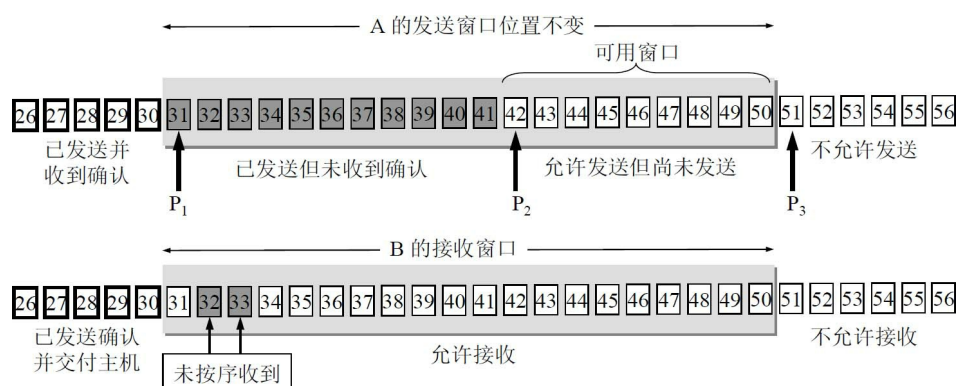 A 的发送窗口位置不变
可用窗口
26 27 28 29 30 31 32 33 34 35 36 37 38 39 40 41 42 43 44 45 46 47 48 49 50 51 52 53 54 55 56
已发送并
收到确认
已发送但未收到确认
允许发送但尚未发送
不允许发送
P1
P2
P3
B 的接收窗口
26 27 28 29 30 31 32 33 34 35 36 37 38 39 40 41 42 43 44 45 46 47 48 49 50 51 52 53 54 55 56
已发送确认
并交付主机
未按序收到
允许接收
不允许接收